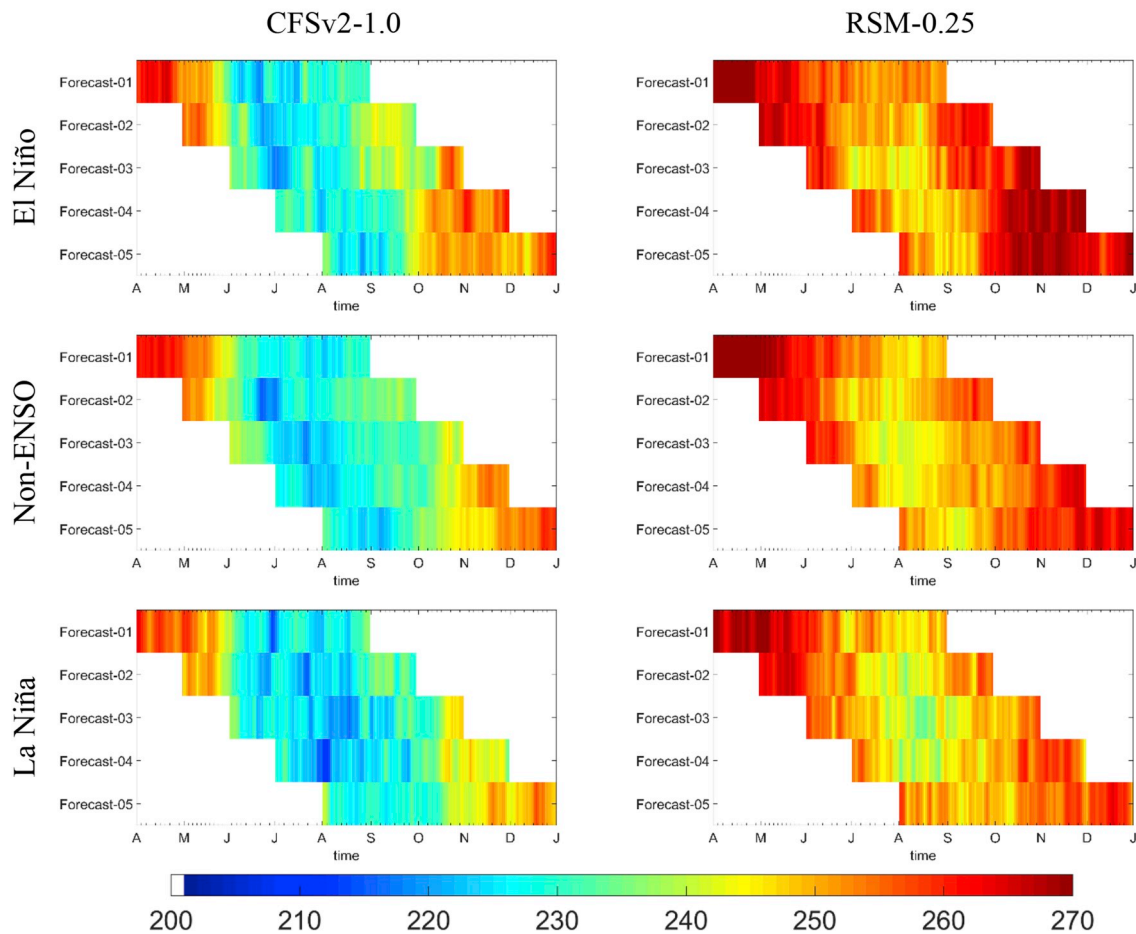 CFSv2-1.0 RSM-0.25
El Niño
Forecast-01
Forecast-02
Forecast-03
Forecast-04
Forecast-05
A M J J A S O N D J
time
Forecast-01
Forecast-02
Forecast-03
Forecast-04
Forecast-05
A M J J A S O N D J
time
Non-ENSO
Forecast-01
Forecast-02
Forecast-03
Forecast-04
Forecast-05
A M J J A S O N D J
time
Forecast-01
Forecast-02
Forecast-03
Forecast-04
Forecast-05
A M J J A S O N D J
time
La Niña
Forecast-01
Forecast-02
Forecast-03
Forecast-04
Forecast-05
A M J J A S O N D J
time
Forecast-01
Forecast-02
Forecast-03
Forecast-04
Forecast-05
A M J J A S O N D J
time
200 210 220 230 240 250 260 270